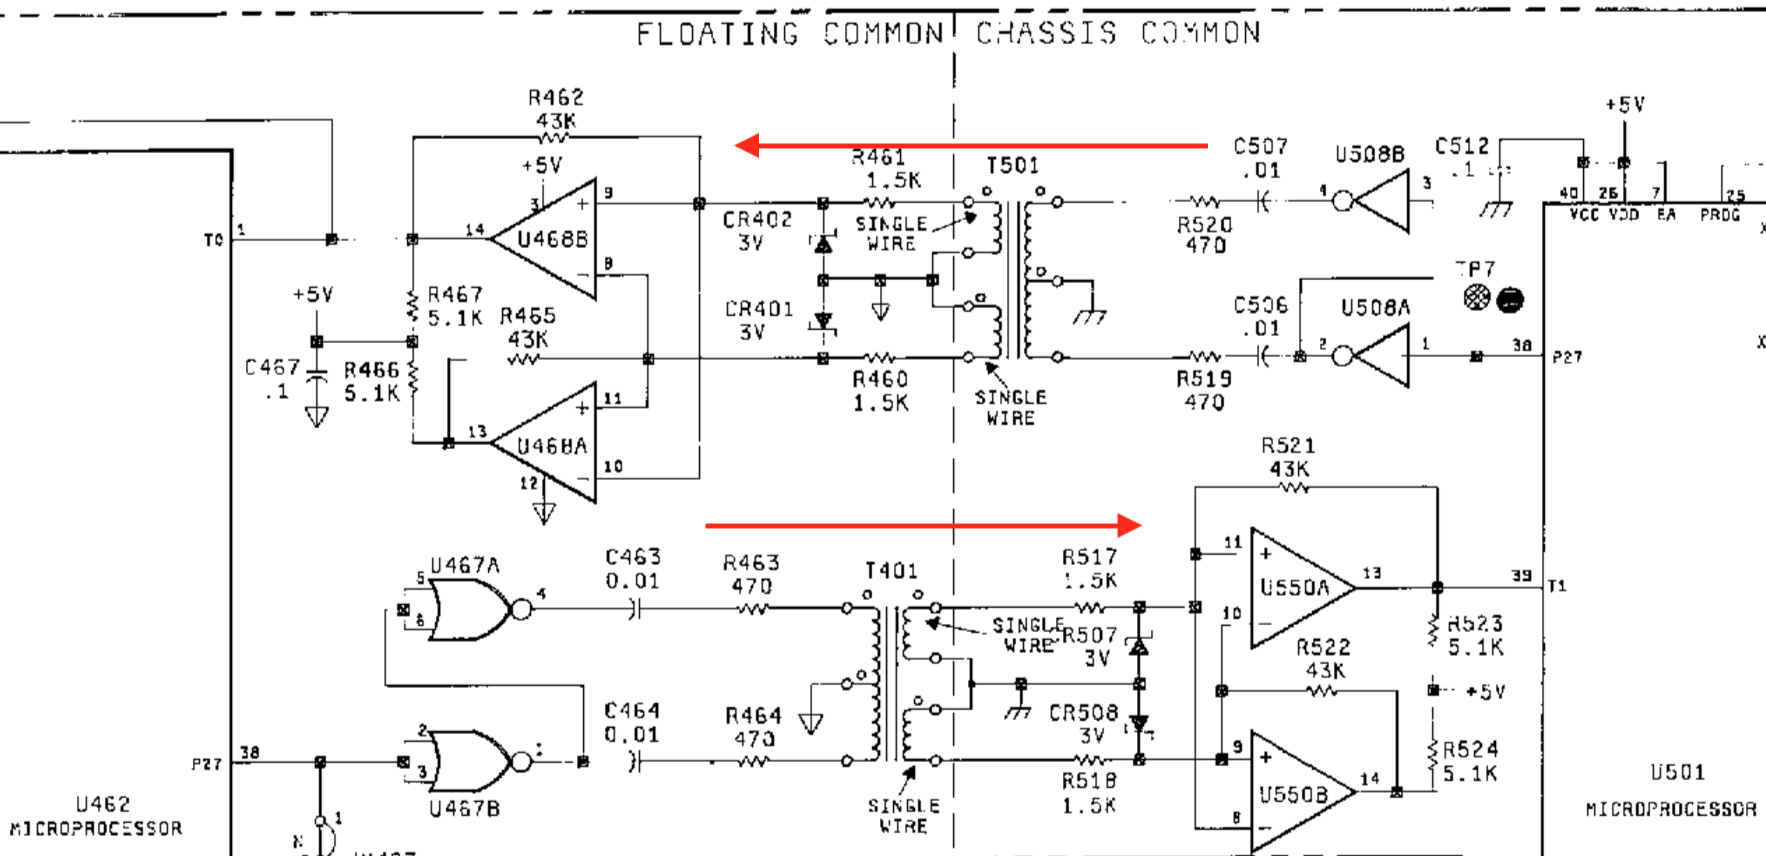 FLOATING COMMON
CHASSIS COMMON
R462
43K
+5V
3
9
14
U468B
8
T0
1
+5V
R467
5.1K
R465
43K
C467
.1
R466
5.1K
11
13
U468A
10
12
CR402
3V
CR401
3V
R461
1.5K
SINGLE
WIRE
T501
R460
1.5K
SINGLE
WIRE
C507
.01
R520
470
U508B
4
3
C512
.1
+5V
40
26
7
25
VCC
VDD
EA
PROG
TP7
C506
.01
U508A
2
1
38
P27
R519
470
R521
43K
U467A
5
6
4
C463
0.01
R463
470
T401
R517
1.5K
SINGLE
WIRE
R507
3V
11
U550A
13
39
T1
10
R523
5.1K
R522
43K
+5V
C464
0.01
R464
470
CR508
3V
P27
38
2
3
1
U467B
9
U550B
14
8
R524
5.1K
R518
1.5K
SINGLE
WIRE
U462
MICROPROCESSOR
1
U501
MICROPROCESSOR